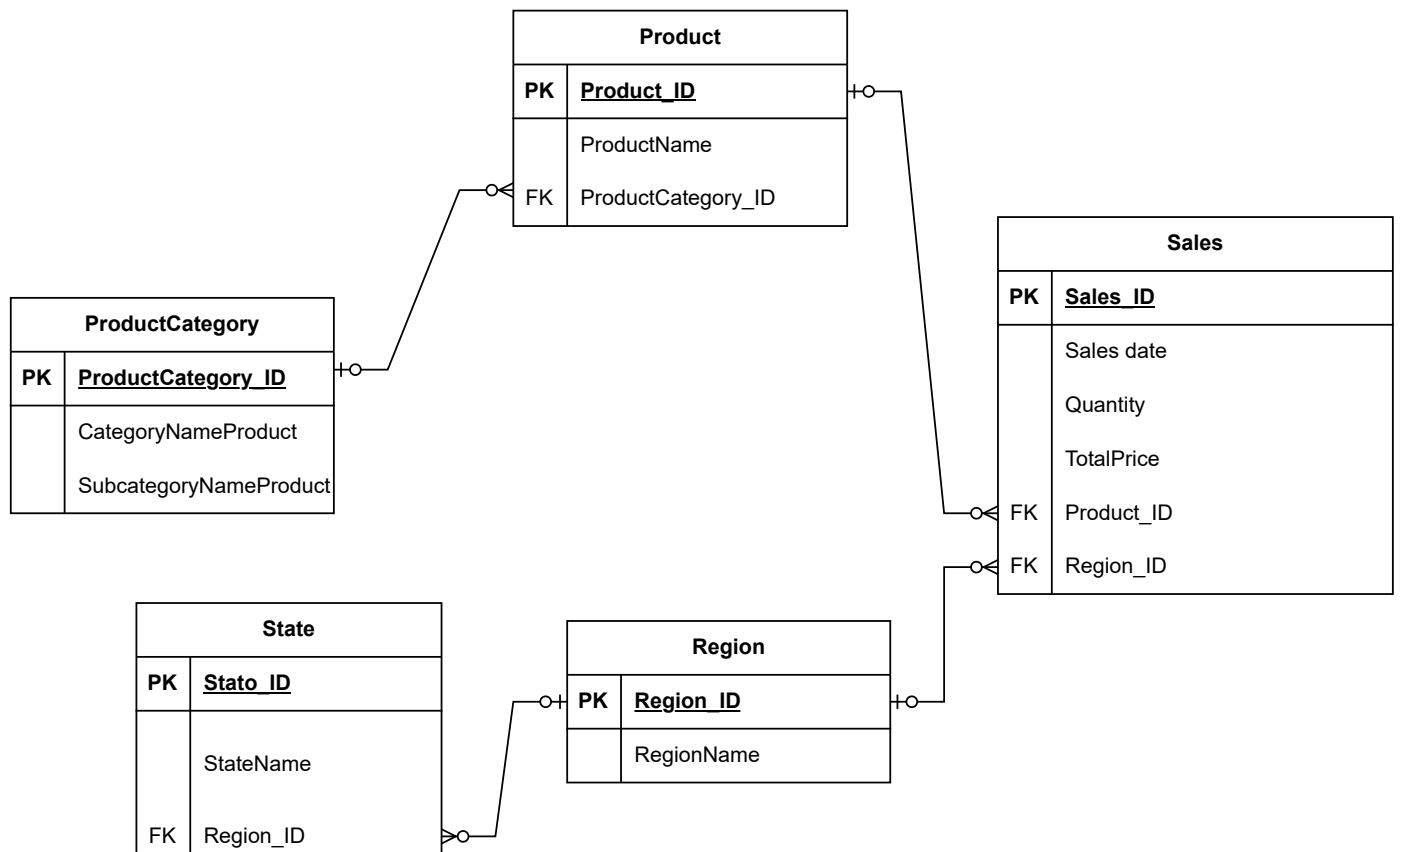 Product
PK Product_ID
ProductName
FK ProductCategory_ID
Sales
PK Sales_ID
Sales date
Quantity
TotalPrice
FK Product_ID
FK Region_ID
ProductCategory
PK ProductCategory_ID
CategoryNameProduct
SubcategoryNameProduct
State
PK Stato_ID
StateName
FK Region_ID
Region
PK Region_ID
RegionName